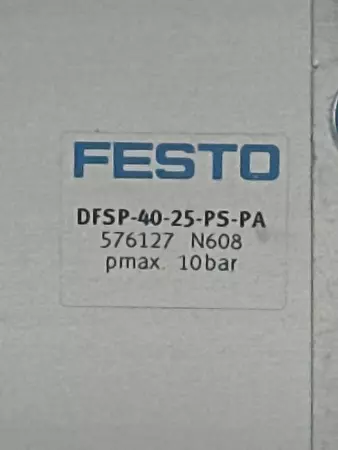 FESTO
DFSP-40-25-PS-PA
576127 N608
pmax. 10bar